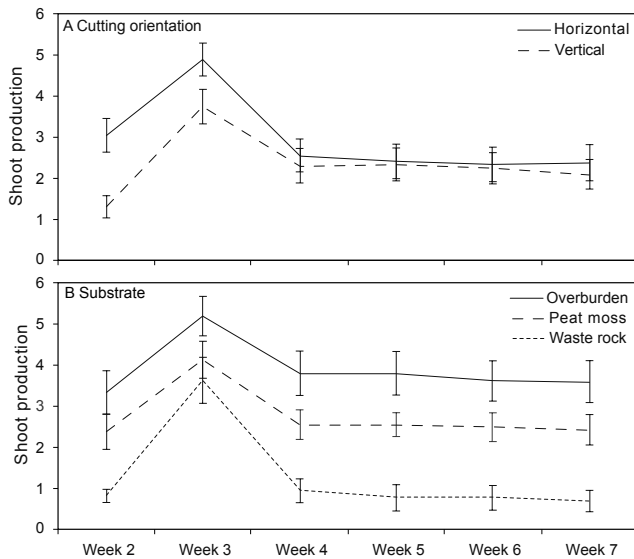 A Cutting orientation
Horizontal
Vertical
Shoot production
6
5
4
3
2
1
0
B Substrate
Overburden
Peat moss
Waste rock
Shoot production
6
5
4
3
2
1
0
Week 2 Week 3 Week 4 Week 5 Week 6 Week 7